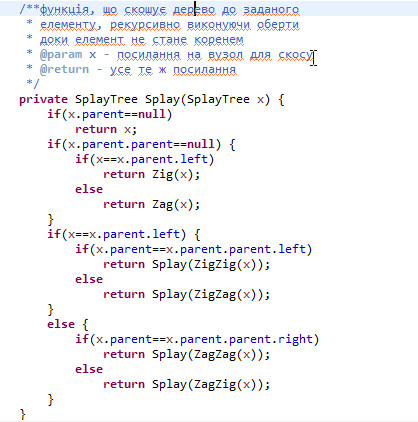 /**функція, що скошує дерево до заданого
* елементу, рекурсивно виконуючи оберти
* доки елемент не стане коренем
* @param x - посилання на вузол для скосу
* @return - усе те ж посилання
*/
private SplayTree Splay(SplayTree x) {
if(x.parent==null)
return x;
if(x.parent.parent==null) {
if(x==x.parent.left)
return Zig(x);
else
return Zag(x);
}
if(x==x.parent.left) {
if(x.parent==x.parent.parent.left)
return Splay(ZigZig(x));
else
return Splay(ZigZag(x));
}
else {
if(x.parent==x.parent.parent.right)
return Splay(ZagZag(x));
else
return Splay(ZagZig(x));
}
}